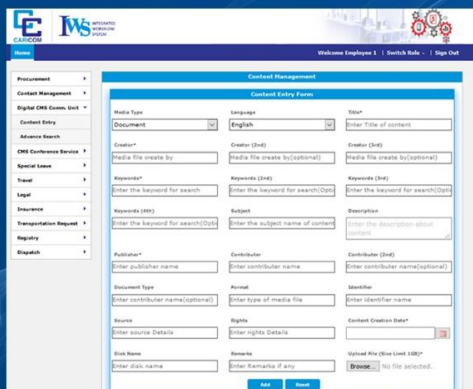 CARICOM
IWS INTEGRATED
WORKFLOW
SYSTEM
Home
Welcome Employee 1 | Switch Role - | Sign Out
Procurement
Contact Management
Digital CMS Comm. Unit
Content Entry
Advance Search
CMS Conference Service
Special Leave
Travel
Legal
Insurance
Transportation Request
Registry
Dispatch
Content Management
Content Entry Form
Media Type Language Title*
Document English Enter Title of content
Creator* Creator (2nd) Creator (3rd)
Media file create by Media file create by(optional) Media file create by(optional)
Keywords* Keywords (2nd) Keywords (3rd)
Enter the keyword for search Enter the keyword for search(Opti Enter the keyword for search(Opti
Keywords (4th) Subject Description
Enter the keyword for search(Opti Enter the subject name of content Enter the description about
content
Publisher* Contributer Contributer (2nd)
Enter publisher name Enter contributer name Enter contributer name(optional)
Document Type Format Identifier
Enter contributer name(optional) Enter type of media file Enter identifier name
Source Rights Content Creation Date*
Enter source Details Enter rights Details
Disk Name Remarks Upload File (Size Limit 1GB)*
Enter disk name Enter Remarks if any Browse... No file selected.
Add Reset